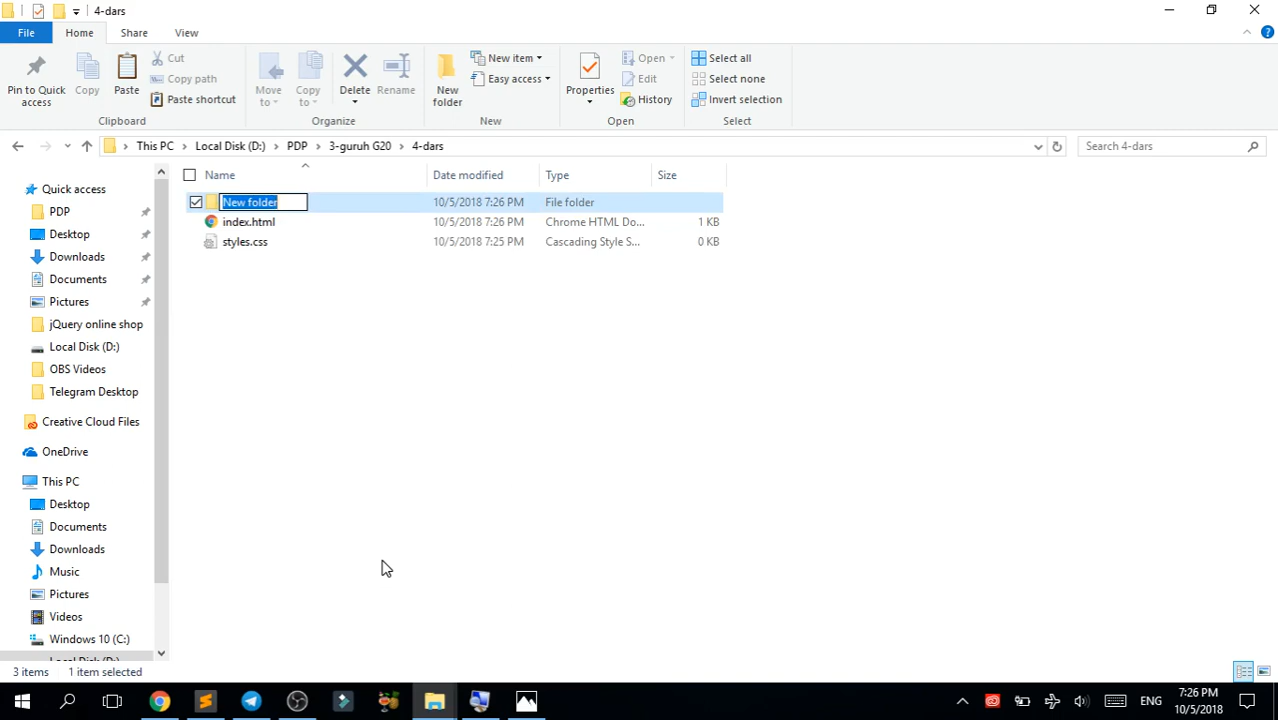 4-dars
File
Home
Share
View
Pin to Quick access
Copy
Paste
Cut
Copy path
Paste shortcut
Clipboard
Move to
Copy to
Delete
Rename
Organize
New folder
New item
Easy access
New
Properties
Open
Edit
History
Open
Select all
Select none
Invert selection
Select
This PC > Local Disk (D:) > PDP > 3-guruh G20 > 4-dars
Search 4-dars
Name Date modified Type Size
New folder 10/5/2018 7:26 PM File folder
index.html 10/5/2018 7:26 PM Chrome HTML Do... 1 KB
styles.css 10/5/2018 7:25 PM Cascading Style S... 0 KB
Quick access
PDP
Desktop
Downloads
Documents
Pictures
jQuery online shop
Local Disk (D:)
OBS Videos
Telegram Desktop
Creative Cloud Files
OneDrive
This PC
Desktop
Documents
Downloads
Music
Pictures
Videos
Windows 10 (C:)
Local Disk (D:)
3 items 1 item selected
ENG
7:26 PM
10/5/2018